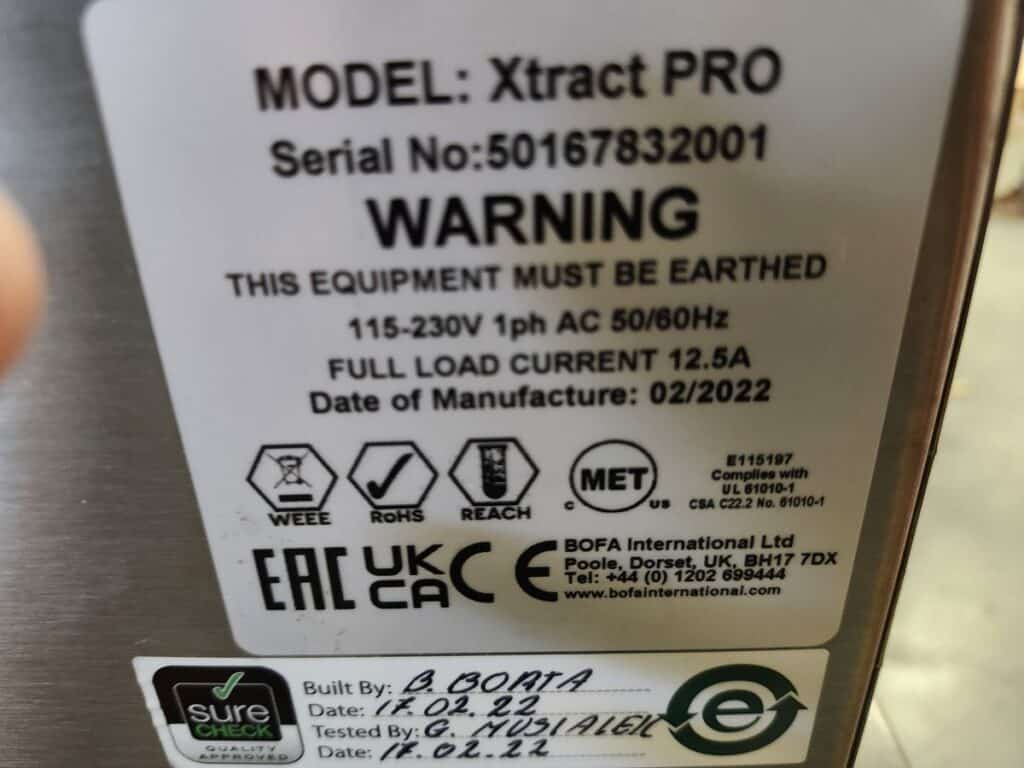 MODEL: Xtract PRO
Serial No:50167832001
WARNING
THIS EQUIPMENT MUST BE EARTHED
115-230V 1ph AC 50/60Hz
FULL LOAD CURRENT 12.5A
Date of Manufacture: 02/2022
WEEE
RoHS
REACH
c MET us
E115197
Complies with
UL 61010-1
CSA C22.2 No. 61010-1
EAC
UK
CA
CE
BOFA International Ltd
Poole, Dorset, UK, BH17 7DX
Tel: +44 (0) 1202 699444
www.bofainternational.com
sure
CHECK
QUALITY
APPROVED
Built By: B. BORTA
Date: 17.02.22
Tested By: G. MUSIALEK
Date: 17.02.22
e